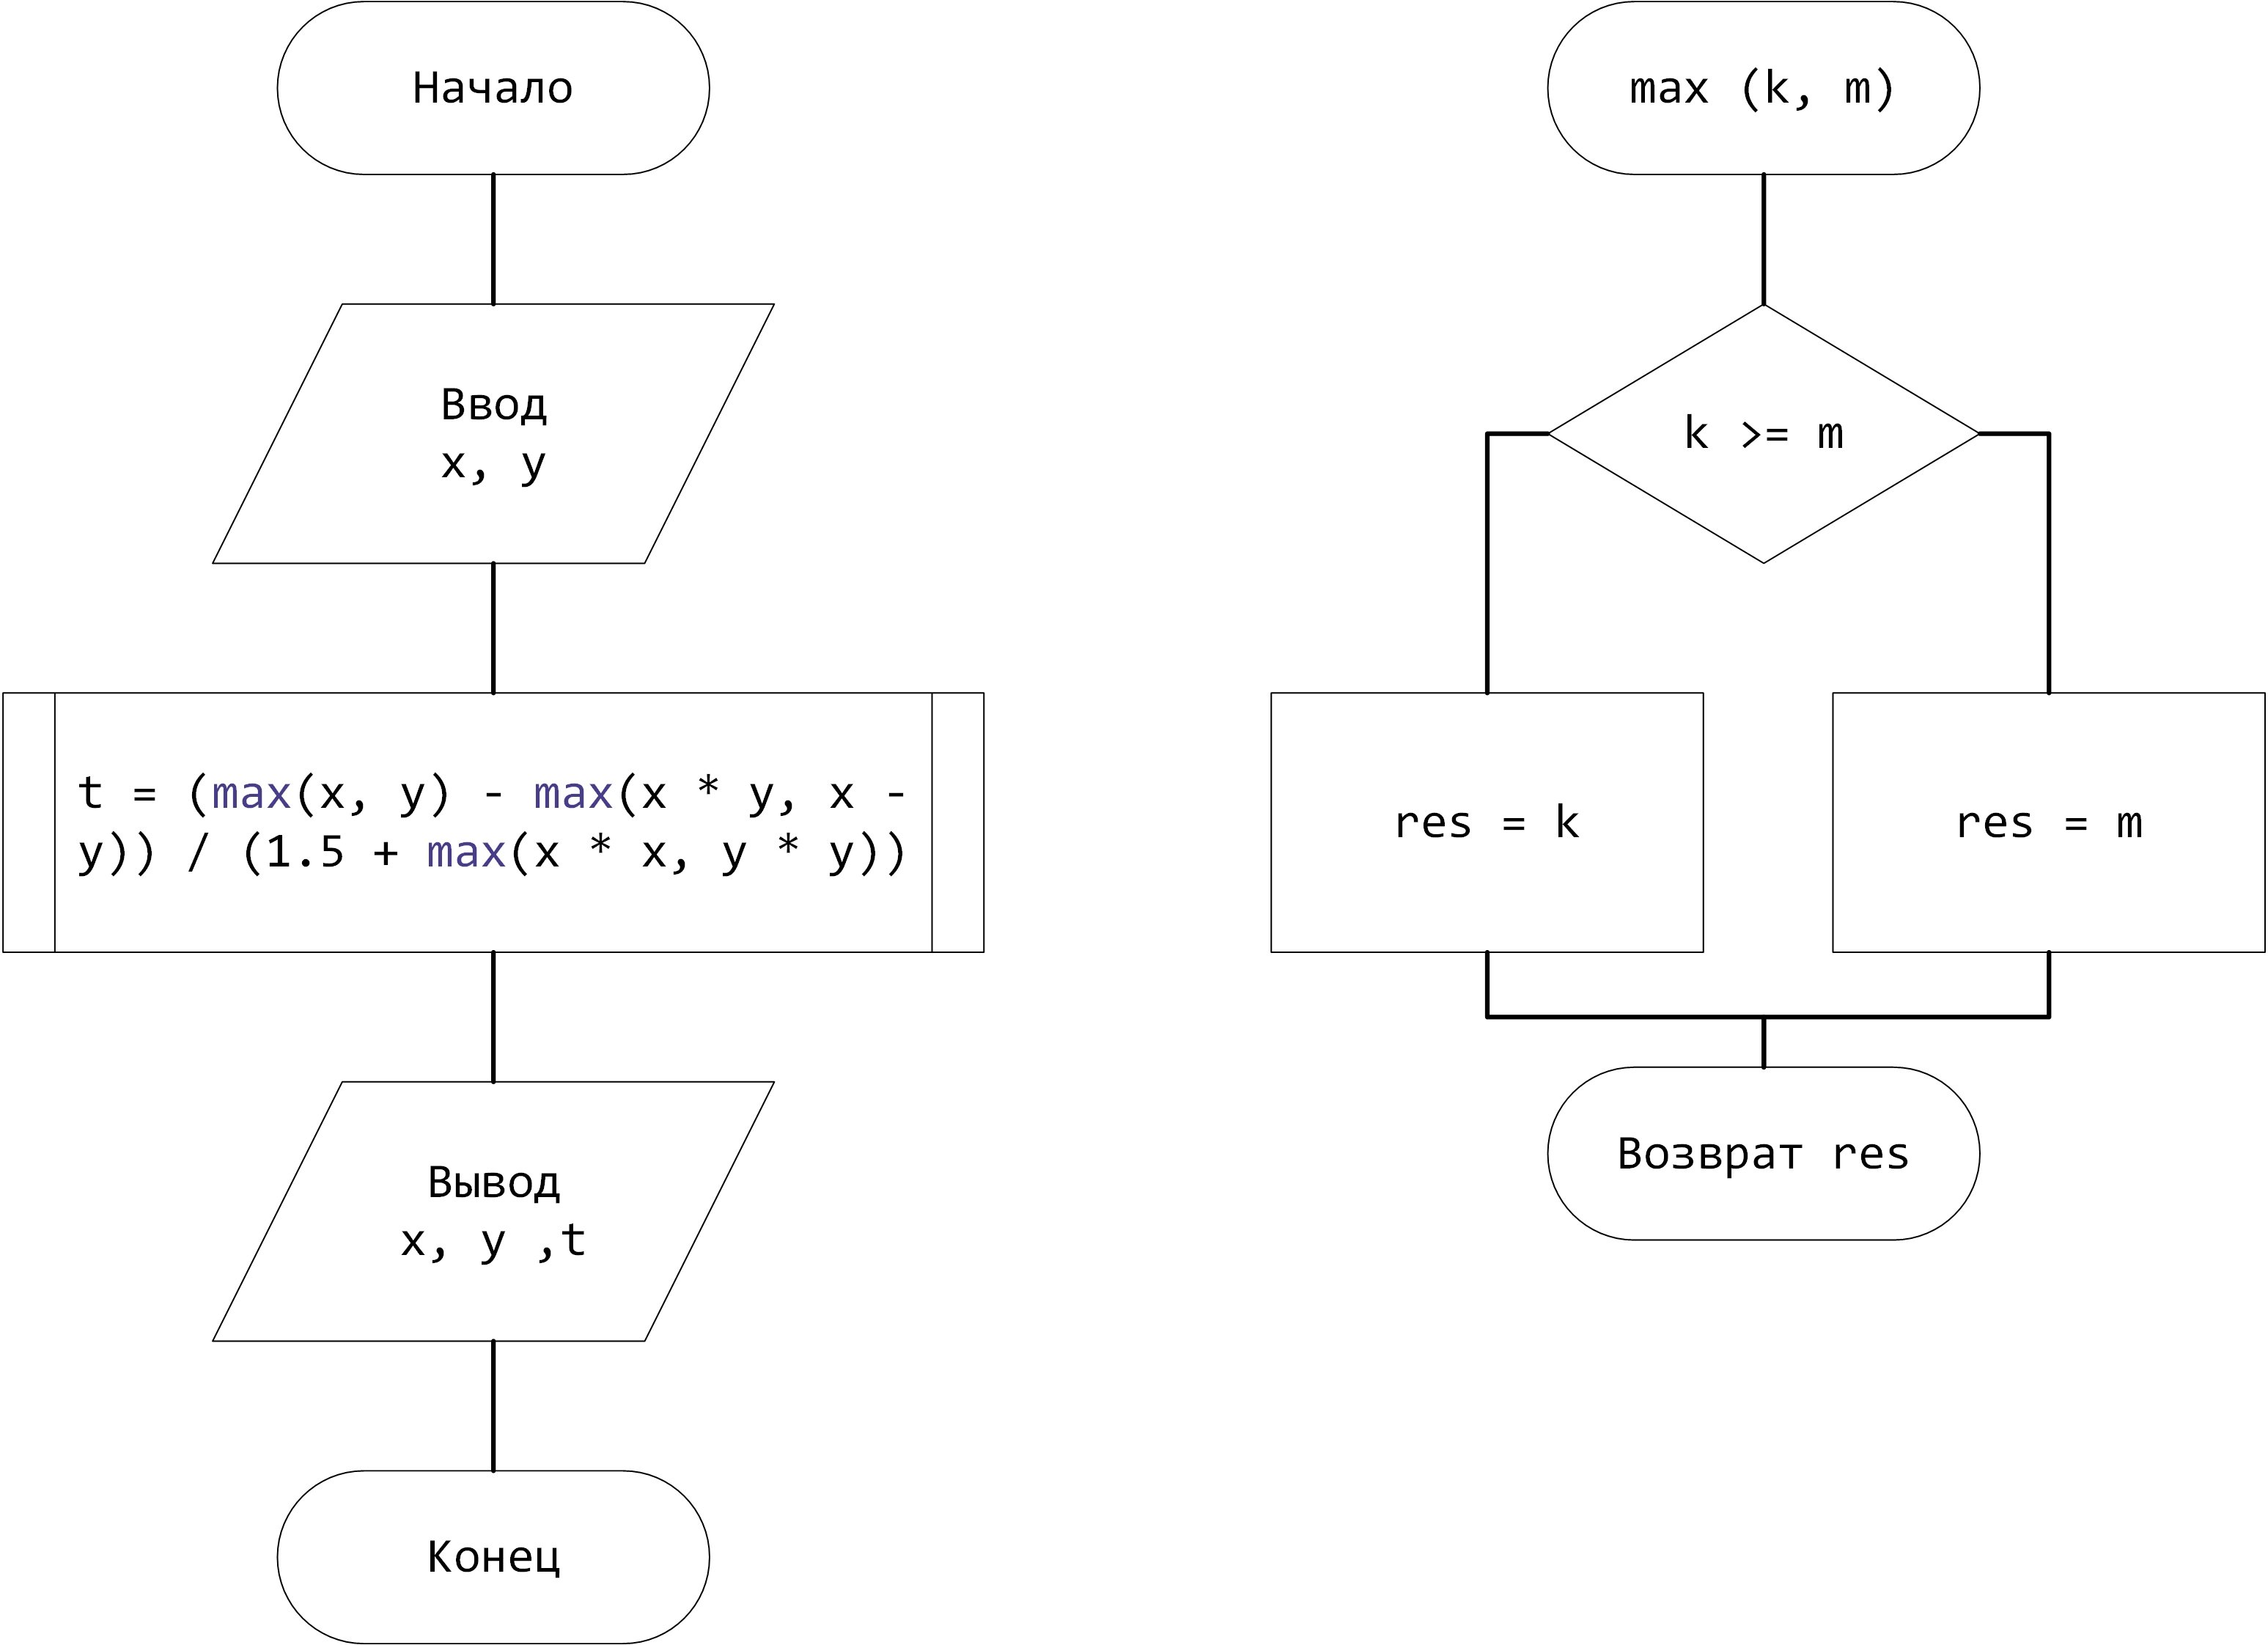 Начало
Ввод
x, y
t = (max(x, y) - max(x * y, x -
y)) / (1.5 + max(x * x, y * y))
Вывод
x, y ,t
Конец
max (k, m)
k >= m
res = k
res = m
Возврат res